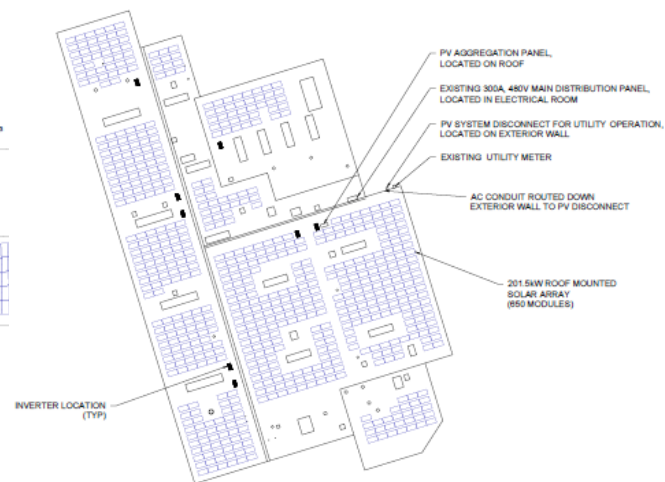 PV AGGREGATION PANEL,
LOCATED ON ROOF
EXISTING 300A, 480V MAIN DISTRIBUTION PANEL,
LOCATED IN ELECTRICAL ROOM
PV SYSTEM DISCONNECT FOR UTILITY OPERATION,
LOCATED ON EXTERIOR WALL
EXISTING UTILITY METER
AC CONDUIT ROUTED DOWN
EXTERIOR WALL TO PV DISCONNECT
201.5kW ROOF MOUNTED
SOLAR ARRAY
(650 MODULES)
INVERTER LOCATION
(TYP)